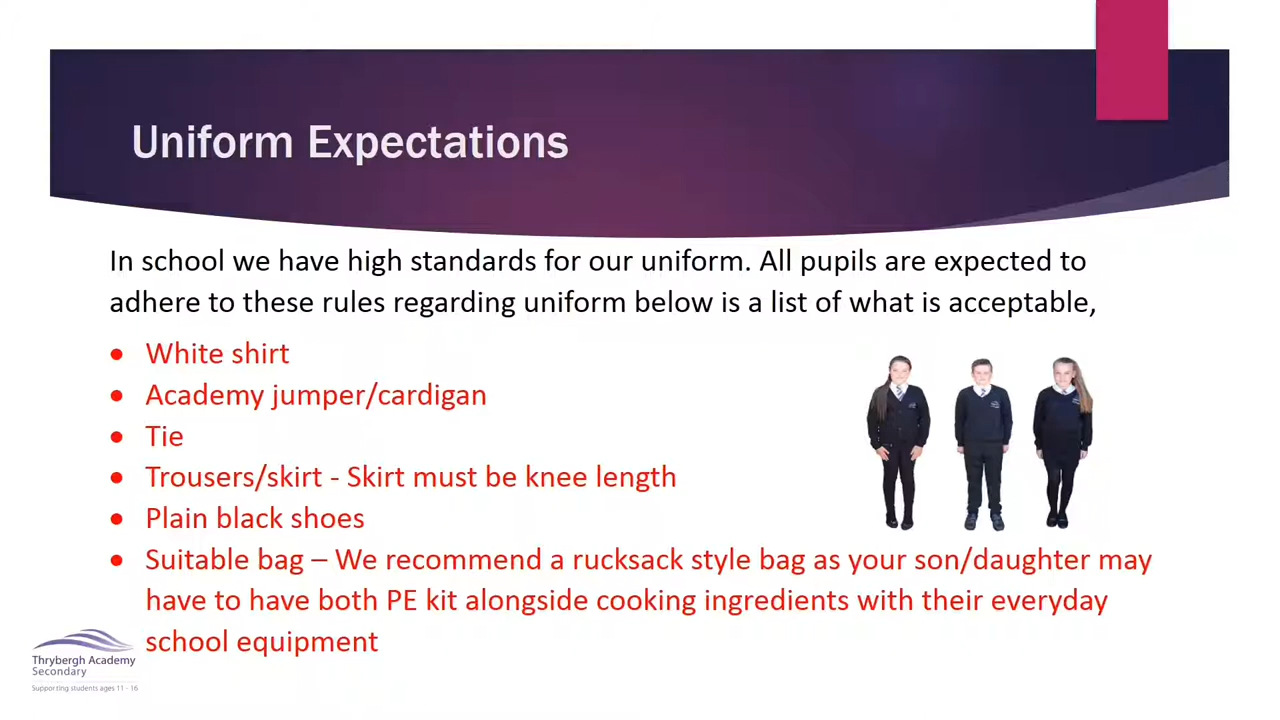 Uniform Expectations
In school we have high standards for our uniform. All pupils are expected to
adhere to these rules regarding uniform below is a list of what is acceptable,
• White shirt
• Academy jumper/cardigan
• Tie
• Trousers/skirt - Skirt must be knee length
• Plain black shoes
• Suitable bag – We recommend a rucksack style bag as your son/daughter may
have to have both PE kit alongside cooking ingredients with their everyday
school equipment
Thrybergh Academy
Secondary
Supporting students ages 11 - 16